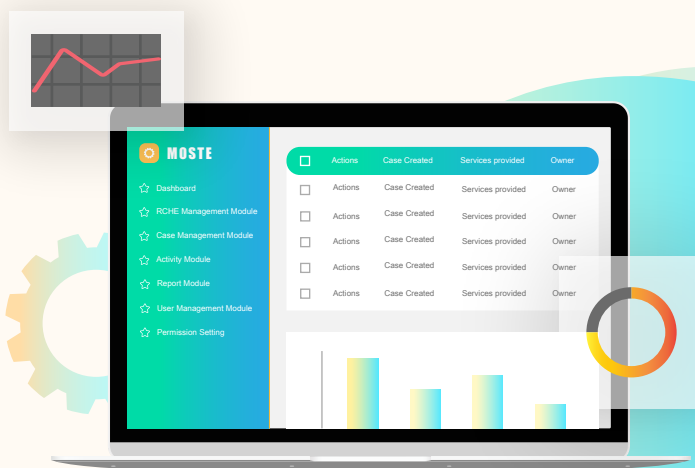 MOSTE
Dashboard
RCHE Management Module
Case Management Module
Activity Module
Report Module
User Management Module
Permission Setting
Actions Case Created Services provided Owner
Actions Case Created Services provided Owner
Actions Case Created Services provided Owner
Actions Case Created Services provided Owner
Actions Case Created Services provided Owner
Actions Case Created Services provided Owner